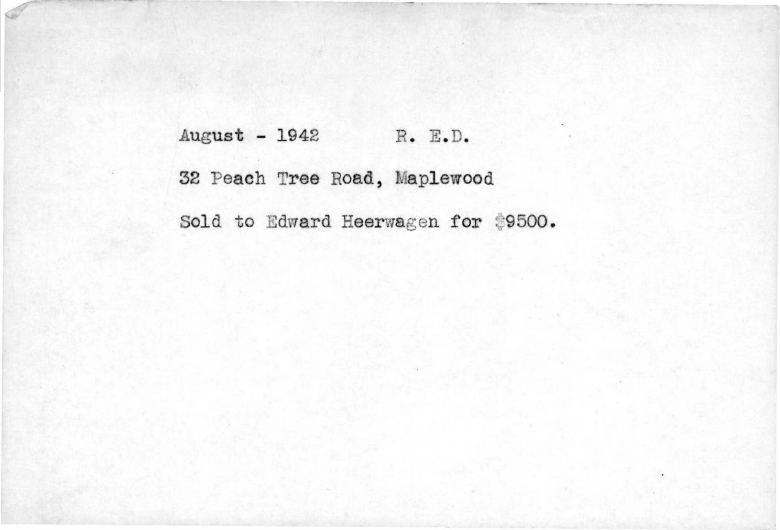 August - 1942 R. E.D.
32 Peach Tree Road, Maplewood
Sold to Edward Heerwagen for $9500.